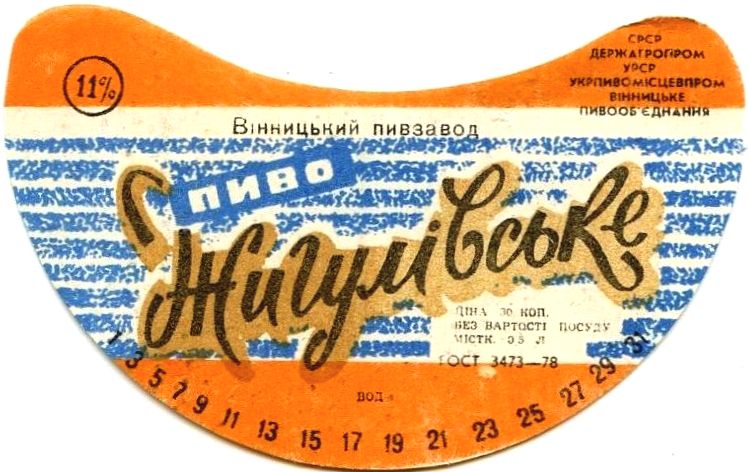 11%
СРСР
ДЕРЖАГРОПРОМ
УРСР
УКРПИВОМІСЦЕВПРОМ
ВІННИЦЬКЕ
ПИВООБ'ЄДНАННЯ
Вінницький пивзавод
пиво
Жигулівське
ЦІНА 30 КОП.
БЕЗ ВАРТОСТІ ПОСУДУ
МІСТК. 0,5 Л
ГОСТ 3473—78
ВОД
1 3 5 7 9 11 13 15 17 19 21 23 25 27 29 31